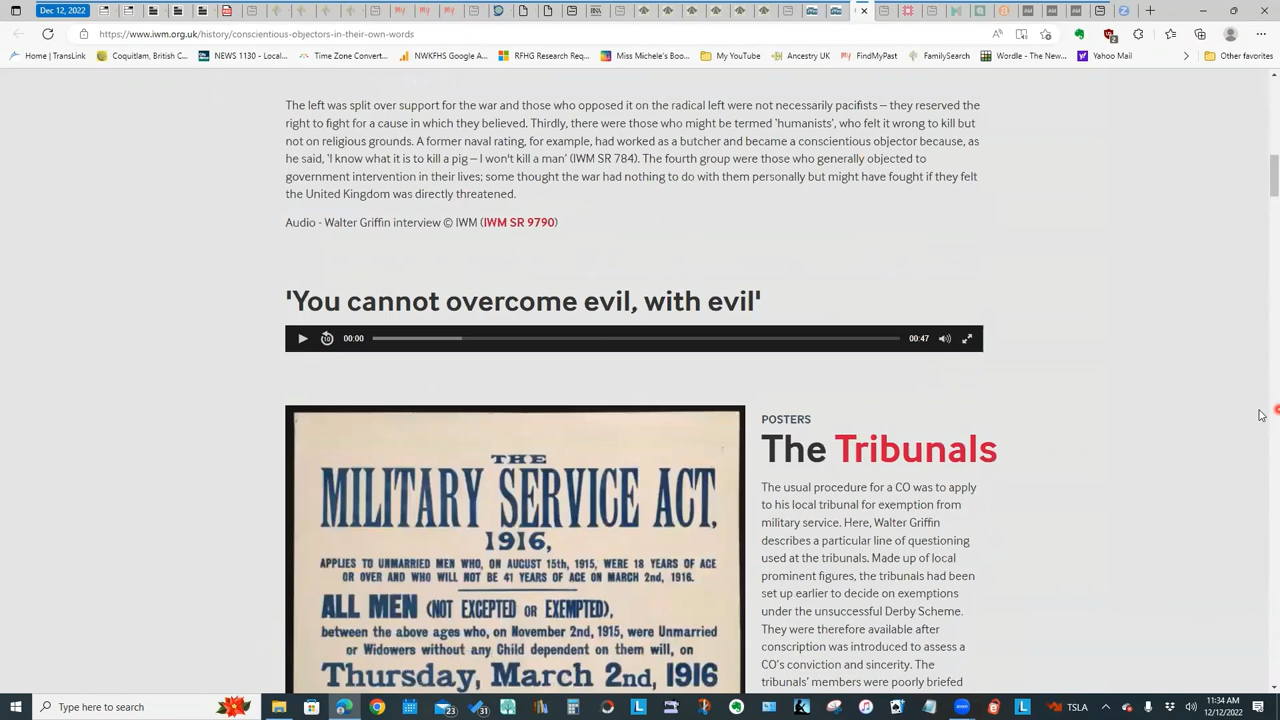 Dec 12, 2022
https://www.iwm.org.uk/history/conscientious-objectors-in-their-own-words
2
Home | TransLink
Coquitlam, British C...
NEWS 1130 - Local...
Time Zone Convertr...
NWKFHS Google A...
RFHG Research Req...
Miss Michele's Boo...
My YouTube
Ancestry UK
FindMyPast
FamilySearch
Wordle - The New...
Yahoo Mail
Other favorites
The left was split over support for the war and those who opposed it on the radical left were not necessarily pacifists – they reserved the
right to fight for a cause in which they believed. Thirdly, there were those who might be termed 'humanists', who felt it wrong to kill but
not on religious grounds. A former naval rating, for example, had worked as a butcher and became a conscientious objector because, as
he said, 'I know what it is to kill a pig – I won't kill a man' (IWM SR 784). The fourth group were those who generally objected to
government intervention in their lives; some thought the war had nothing to do with them personally but might have fought if they felt
the United Kingdom was directly threatened.
Audio - Walter Griffin interview © IWM (IWM SR 9790)
'You cannot overcome evil, with evil'
10
00:00
00:47
THE
MILITARY SERVICE ACT,
1916,
APPLIES TO UNMARRIED MEN WHO, ON AUGUST 15th, 1915, WERE 18 YEARS OF AGE
OR OVER AND WHO WILL NOT BE 41 YEARS OF AGE ON MARCH 2nd, 1916.
ALL MEN (NOT EXCEPTED OR EXEMPTED),
between the above ages who, on November 2nd, 1915, were Unmarried
or Widowers without any Child dependent on them will, on
Thursday, March 2nd, 1916
POSTERS
The Tribunals
The usual procedure for a CO was to apply
to his local tribunal for exemption from
military service. Here, Walter Griffin
describes a particular line of questioning
used at the tribunals. Made up of local
prominent figures, the tribunals had been
set up earlier to decide on exemptions
under the unsuccessful Derby Scheme.
They were therefore available after
conscription was introduced to assess a
CO's conviction and sincerity. The
tribunals' members were poorly briefed
Type here to search
23
31
TSLA
11:34 AM
12/12/2022